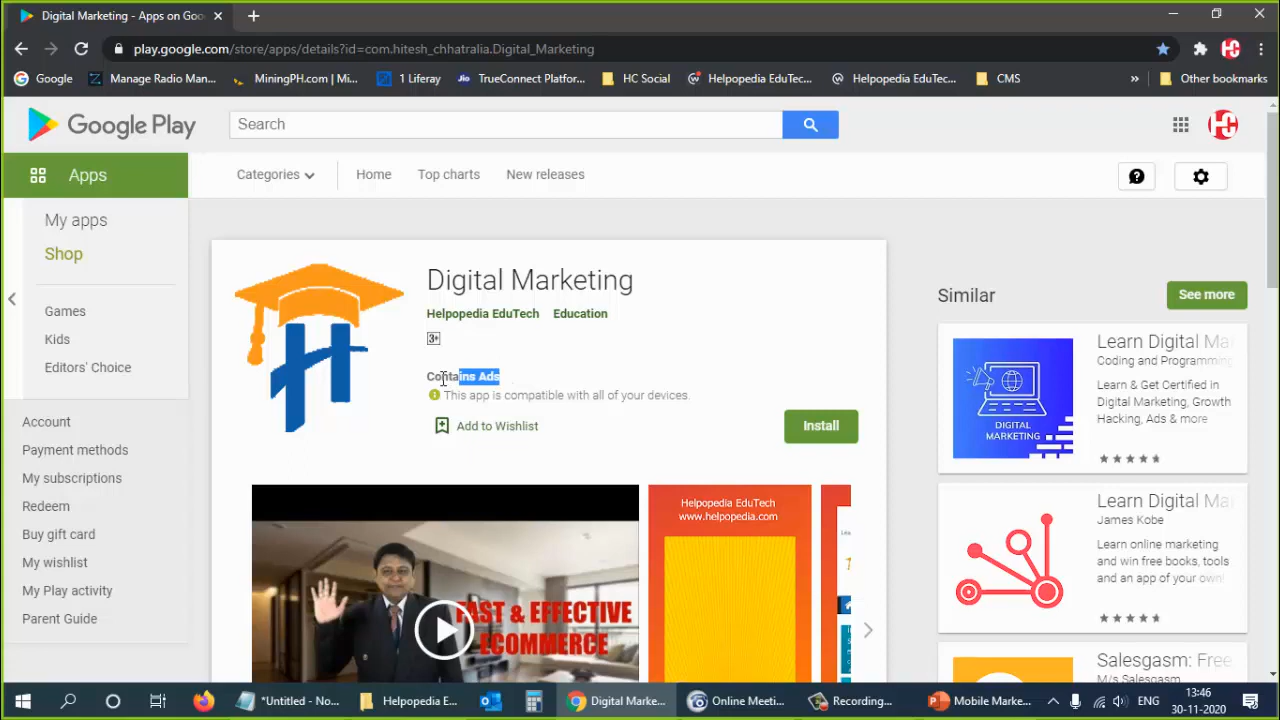 Digital Marketing - Apps on Goo
play.google.com/store/apps/details?id=com.hitesh_chhatralia.Digital_Marketing
Google
Manage Radio Man...
MiningPH.com | Mi...
1 Liferay
TrueConnect Platfor...
HC Social
Helpopedia EduTec...
Helpopedia EduTec...
CMS
»
Other bookmarks
Google Play
Search
HC
Apps
Categories
Home
Top charts
New releases
My apps
Shop
Games
Kids
Editors' Choice
Account
Payment methods
My subscriptions
Redeem
Buy gift card
My wishlist
My Play activity
Parent Guide
Digital Marketing
Helpopedia EduTech Education
3+
Contains Ads
This app is compatible with all of your devices.
Add to Wishlist
Install
FAST & EFFECTIVE
ECOMMERCE
Helpopedia EduTech
www.helpopedia.com
Similar
See more
DIGITAL
MARKETING
Learn Digital Ma
Coding and Programming
Learn & Get Certified in
Digital Marketing, Growth
Hacking, Ads & more
Learn Digital Ma
James Kobe
Learn online marketing
and win free books, tools
and an app of your own!
Salesgasm: Free
M/s Salesgasm
*Untitled - No...
Helpopedia E...
Digital Marke...
Online Meeti...
Recording...
Mobile Marke...
ENG
13:46
30-11-2020